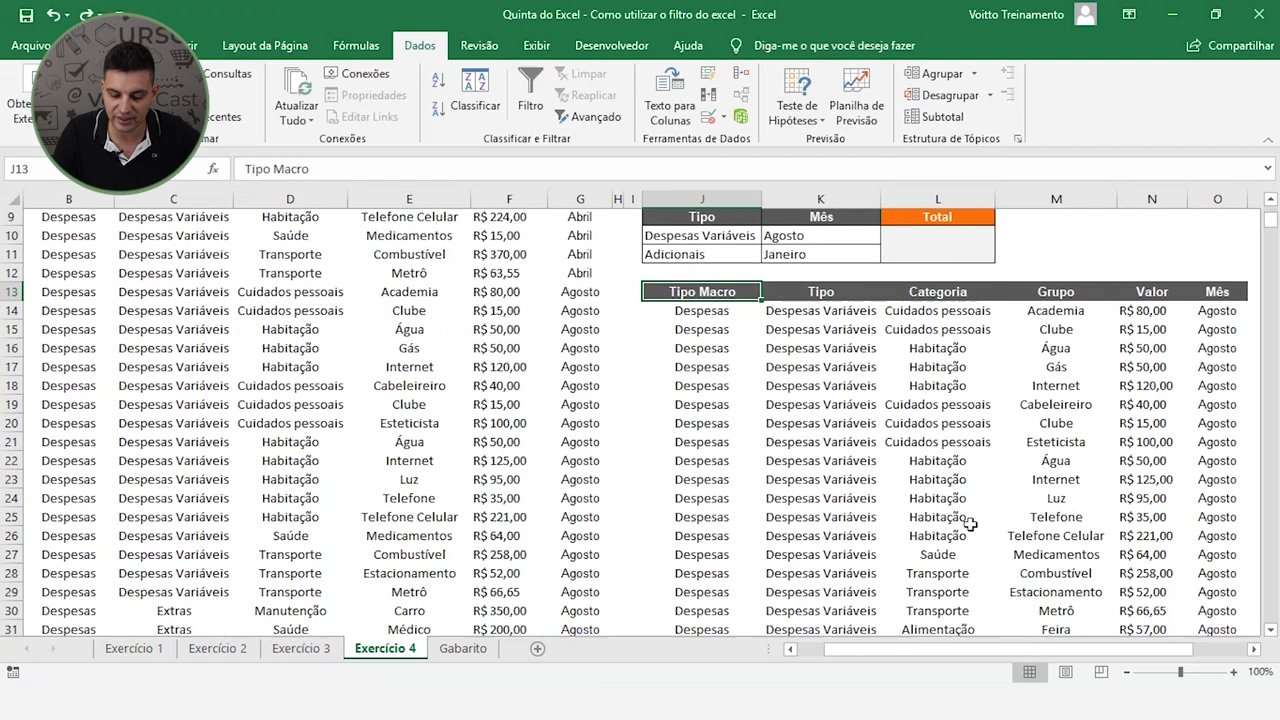 Quinta do Excel - Como utilizar o filtro do excel - Excel
Voitto Treinamento
Arquivo
Layout da Página
Fórmulas
Dados
Revisão
Exibir
Desenvolvedor
Ajuda
Diga-me o que você deseja fazer
Compartilhar
CURSO
Consultas
Atualizar
Tudo
Conexões
Propriedades
Editar Links
Conexões
Classificar
Filtro
Limpar
Reaplicar
Avançado
Classificar e Filtrar
Texto para
Colunas
Ferramentas de Dados
Teste de
Hipóteses
Planilha de
Previsão
Previsão
Agrupar
Desagrupar
Subtotal
Estrutura de Tópicos
J13 fx Tipo Macro
B C D E F G H I J K L M N O
9 Despesas Despesas Variáveis Habitação Telefone Celular R$ 224,00 Abril Tipo Mês Total
10 Despesas Despesas Variáveis Saúde Medicamentos R$ 15,00 Abril Despesas Variáveis Agosto
11 Despesas Despesas Variáveis Transporte Combustível R$ 370,00 Abril Adicionais Janeiro
12 Despesas Despesas Variáveis Transporte Metrô R$ 63,55 Abril
13 Despesas Despesas Variáveis Cuidados pessoais Academia R$ 80,00 Agosto Tipo Macro Tipo Categoria Grupo Valor Mês
14 Despesas Despesas Variáveis Cuidados pessoais Clube R$ 15,00 Agosto Despesas Despesas Variáveis Cuidados pessoais Academia R$ 80,00 Agosto
15 Despesas Despesas Variáveis Habitação Água R$ 50,00 Agosto Despesas Despesas Variáveis Cuidados pessoais Clube R$ 15,00 Agosto
16 Despesas Despesas Variáveis Habitação Gás R$ 50,00 Agosto Despesas Despesas Variáveis Habitação Água R$ 50,00 Agosto
17 Despesas Despesas Variáveis Habitação Internet R$ 120,00 Agosto Despesas Despesas Variáveis Habitação Gás R$ 50,00 Agosto
18 Despesas Despesas Variáveis Cuidados pessoais Cabeleireiro R$ 40,00 Agosto Despesas Despesas Variáveis Habitação Internet R$ 120,00 Agosto
19 Despesas Despesas Variáveis Cuidados pessoais Clube R$ 15,00 Agosto Despesas Despesas Variáveis Cuidados pessoais Cabeleireiro R$ 40,00 Agosto
20 Despesas Despesas Variáveis Cuidados pessoais Esteticista R$ 100,00 Agosto Despesas Despesas Variáveis Cuidados pessoais Clube R$ 15,00 Agosto
21 Despesas Despesas Variáveis Habitação Água R$ 50,00 Agosto Despesas Despesas Variáveis Cuidados pessoais Esteticista R$ 100,00 Agosto
22 Despesas Despesas Variáveis Habitação Internet R$ 125,00 Agosto Despesas Despesas Variáveis Habitação Água R$ 50,00 Agosto
23 Despesas Despesas Variáveis Habitação Luz R$ 95,00 Agosto Despesas Despesas Variáveis Habitação Internet R$ 125,00 Agosto
24 Despesas Despesas Variáveis Habitação Telefone R$ 35,00 Agosto Despesas Despesas Variáveis Habitação Luz R$ 95,00 Agosto
25 Despesas Despesas Variáveis Habitação Telefone Celular R$ 221,00 Agosto Despesas Despesas Variáveis Habitação Telefone R$ 35,00 Agosto
26 Despesas Despesas Variáveis Saúde Medicamentos R$ 64,00 Agosto Despesas Despesas Variáveis Habitação Telefone Celular R$ 221,00 Agosto
27 Despesas Despesas Variáveis Transporte Combustível R$ 258,00 Agosto Despesas Despesas Variáveis Saúde Medicamentos R$ 64,00 Agosto
28 Despesas Despesas Variáveis Transporte Estacionamento R$ 52,00 Agosto Despesas Despesas Variáveis Transporte Combustível R$ 258,00 Agosto
29 Despesas Despesas Variáveis Transporte Metrô R$ 66,65 Agosto Despesas Despesas Variáveis Transporte Estacionamento R$ 52,00 Agosto
30 Despesas Extras Manutenção Carro R$ 350,00 Agosto Despesas Despesas Variáveis Transporte Metrô R$ 66,65 Agosto
31 Despesas Extras Saúde Médico R$ 200,00 Agosto Despesas Despesas Variáveis Alimentação Feira R$ 57,00 Agosto
Exercício 1 Exercício 2 Exercício 3 Exercício 4 Gabarito
100%